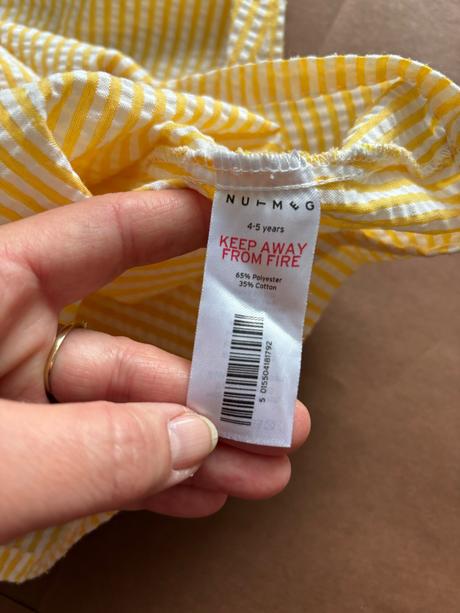 NUTMEG
4-5 years
KEEP AWAY
FROM FIRE
65% Polyester
35% Cotton
5 015504181792